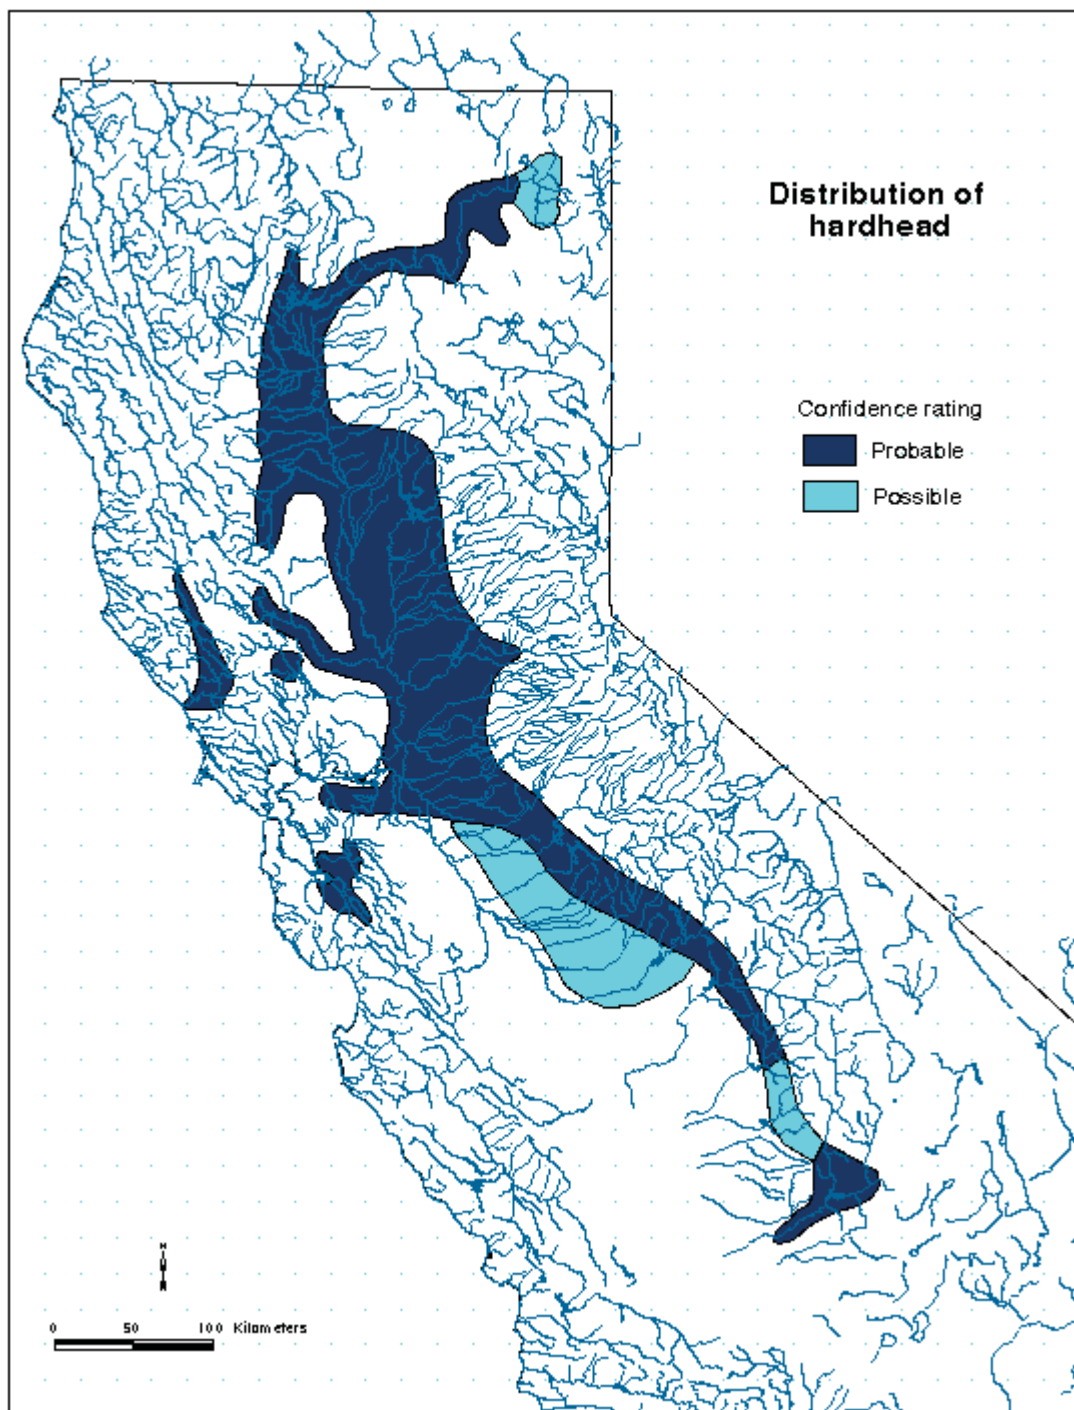 Distribution of
hardhead
Confidence rating
Probable
Possible
N
0 50 100 Kilometers